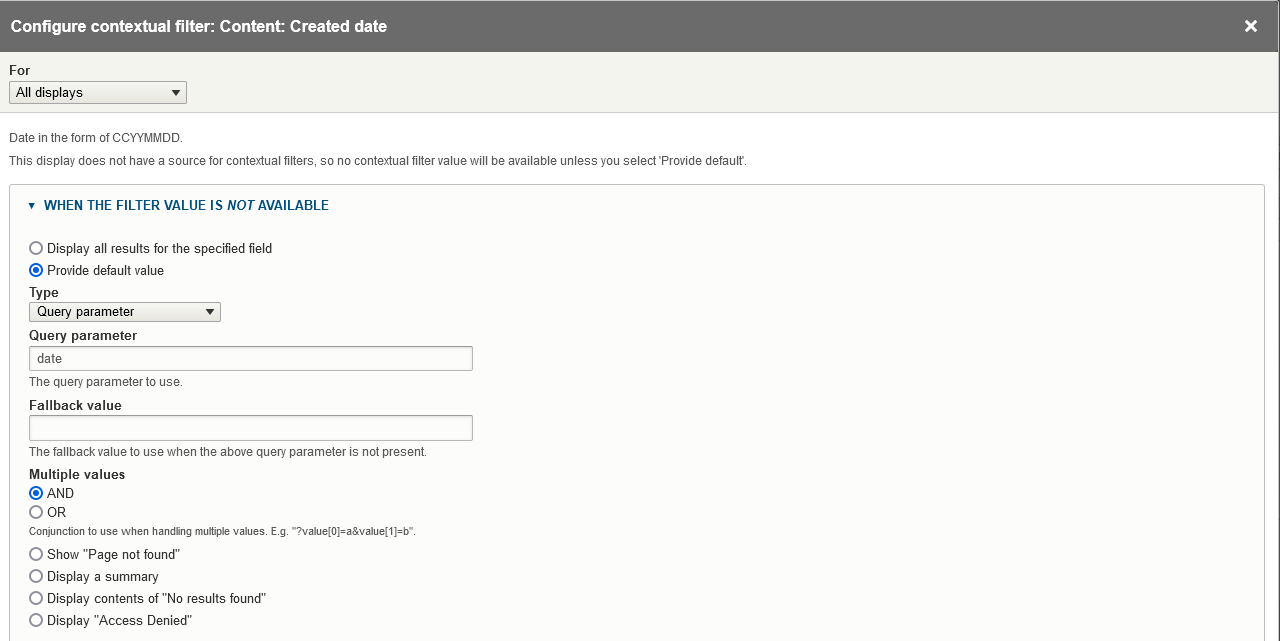 Configure contextual filter: Content: Created date
For
All displays
Date in the form of CCYYMMDD.
This display does not have a source for contextual filters, so no contextual filter value will be available unless you select 'Provide default'.
WHEN THE FILTER VALUE IS NOT AVAILABLE
Display all results for the specified field
Provide default value
Type
Query parameter
Query parameter
date
The query parameter to use.
Fallback value
The fallback value to use when the above query parameter is not present.
Multiple values
AND
OR
Conjunction to use when handling multiple values. E.g. "?value[0]=a&value[1]=b".
Show "Page not found"
Display a summary
Display contents of "No results found"
Display "Access Denied"